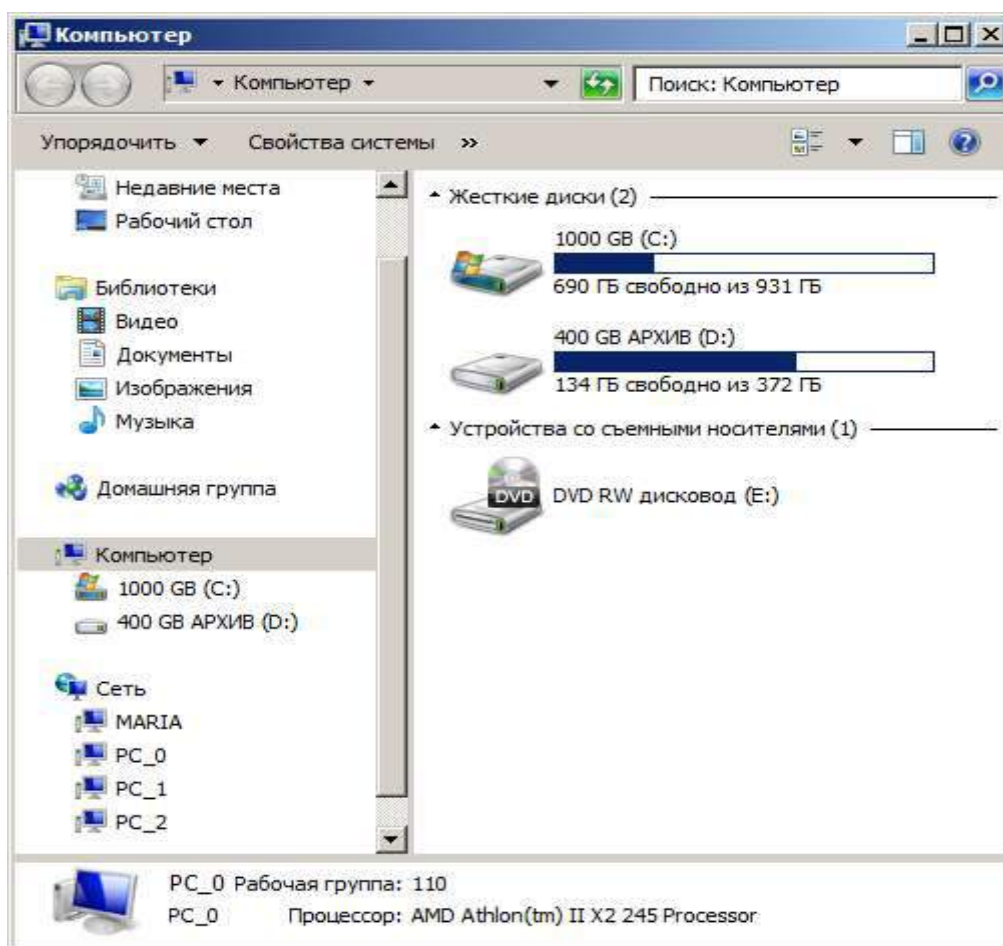 Компьютер
Компьютер
Поиск: Компьютер
Упорядочить
Свойства системы »
Недавние места
Рабочий стол
Библиотеки
Видео
Документы
Изображения
Музыка
Домашняя группа
Компьютер
1000 GB (C:)
400 GB АРХИВ (D:)
Сеть
MARIA
PC_0
PC_1
PC_2
Жесткие диски (2)
1000 GB (C:)
690 ГБ свободно из 931 ГБ
400 GB АРХИВ (D:)
134 ГБ свободно из 372 ГБ
Устройства со съемными носителями (1)
DVD
DVD RW дисковод (E:)
PC_0 Рабочая группа: 110
PC_0 Процессор: AMD Athlon(tm) II X2 245 Processor